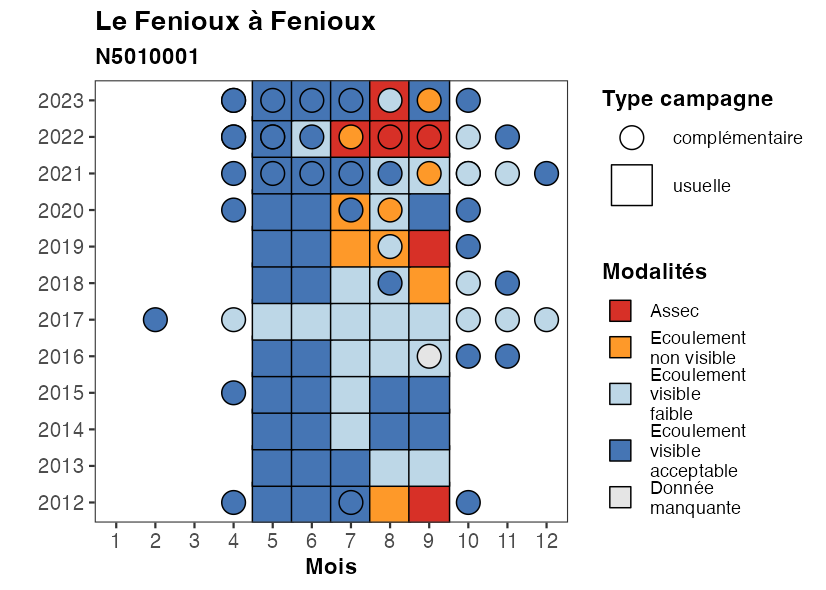 Le Fenioux à Fenioux
N5010001
2023
2022
2021
2020
2019
2018
2017
2016
2015
2014
2013
2012
1 2 3 4 5 6 7 8 9 10 11 12
Mois
Type campagne
complémentaire
usuelle
Modalités
Assec
Ecoulement
non visible
Ecoulement
visible
faible
Ecoulement
visible
acceptable
Donnée
manquante